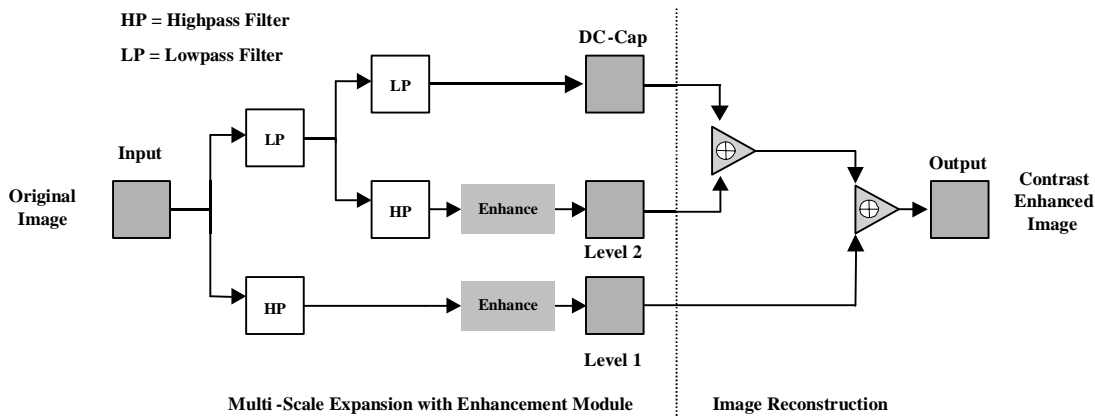 HP = Highpass Filter
LP = Lowpass Filter
DC-Cap
LP
LP
Input
Original
Image
HP
Enhance
Level 2
Output
Contrast
Enhanced
Image
HP
Enhance
Level 1
Multi -Scale Expansion with Enhancement Module
Image Reconstruction